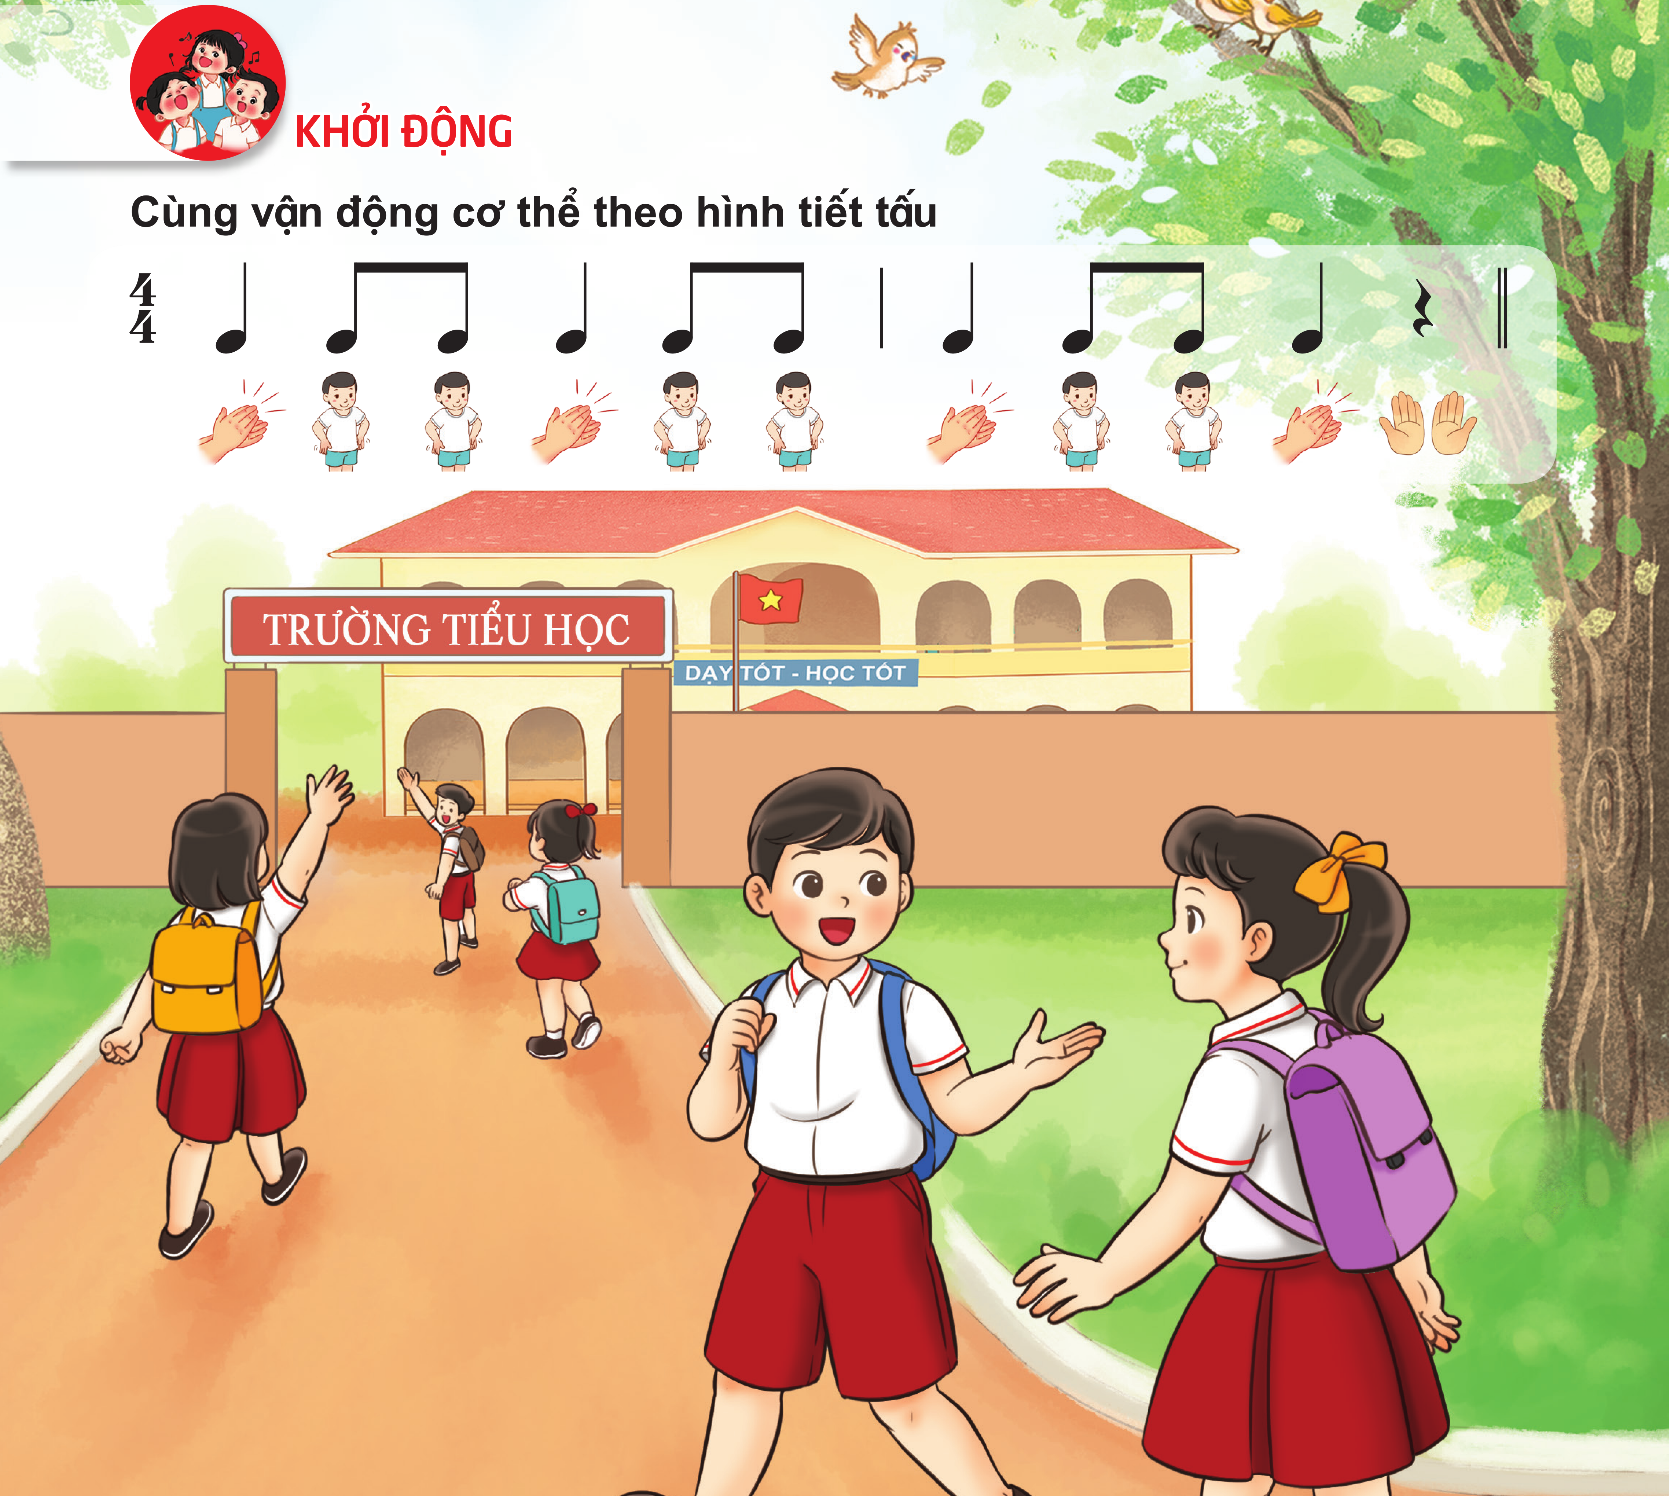 KHỞI ĐỘNG
Cùng vận động cơ thể theo hình tiết tấu
4
4
TRƯỜNG TIỂU HỌC
DẠY TỐT - HỌC TỐT